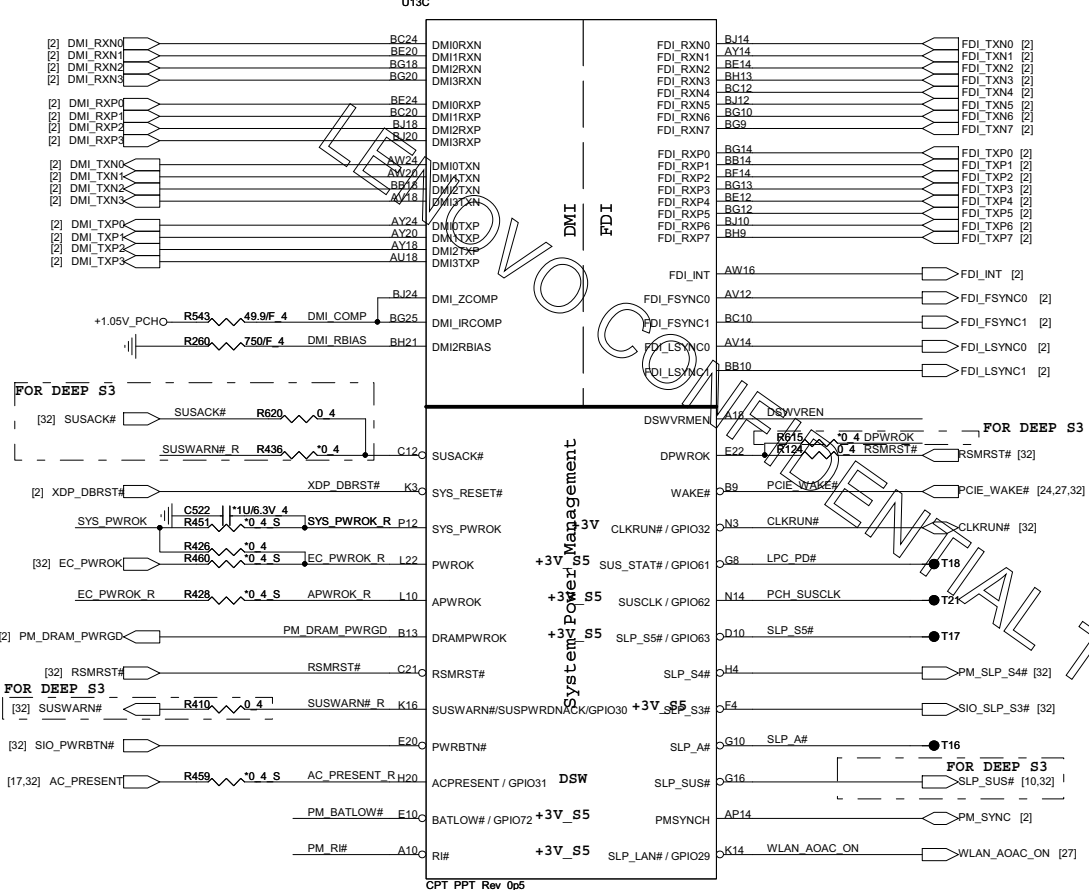 U13C
[2] DMI_RXN0 BC24 DMI0RXN FDI_RXN0 BJ14 FDI_TXN0 [2]
[2] DMI_RXN1 BE20 DMI1RXN FDI_RXN1 AY14 FDI_TXN1 [2]
[2] DMI_RXN2 BG18 DMI2RXN FDI_RXN2 BE14 FDI_TXN2 [2]
[2] DMI_RXN3 BG20 DMI3RXN FDI_RXN3 BH13 FDI_TXN3 [2]
FDI_RXN4 BC12 FDI_TXN4 [2]
[2] DMI_RXP0 BE24 DMI0RXP FDI_RXN5 BJ12 FDI_TXN5 [2]
[2] DMI_RXP1 BC20 DMI1RXP FDI_RXN6 BG10 FDI_TXN6 [2]
[2] DMI_RXP2 BJ18 DMI2RXP FDI_RXN7 BG9 FDI_TXN7 [2]
[2] DMI_RXP3 BJ20 DMI3RXP
FDI_RXP0 BG14 FDI_TXP0 [2]
[2] DMI_TXN0 AW24 DMI0TXN FDI_RXP1 BB14 FDI_TXP1 [2]
[2] DMI_TXN1 AW20 DMI1TXN FDI_RXP2 BF14 FDI_TXP2 [2]
[2] DMI_TXN2 BB18 DMI2TXN FDI_RXP3 BG13 FDI_TXP3 [2]
[2] DMI_TXN3 AV18 DMI3TXN FDI_RXP4 BE12 FDI_TXP4 [2]
FDI_RXP5 BG12 FDI_TXP5 [2]
[2] DMI_TXP0 AY24 DMI0TXP FDI_RXP6 BJ10 FDI_TXP6 [2]
[2] DMI_TXP1 AY20 DMI1TXP FDI_RXP7 BH9 FDI_TXP7 [2]
[2] DMI_TXP2 AY18 DMI2TXP
[2] DMI_TXP3 AU18 DMI3TXP
DMI FDI
FDI_INT AW16 FDI_INT [2]
BJ24 DMI_ZCOMP FDI_FSYNC0 AV12 FDI_FSYNC0 [2]
+1.05V_PCH R543 49.9/F_4 DMI_COMP BG25 DMI_IRCOMP FDI_FSYNC1 BC10 FDI_FSYNC1 [2]
R260 750/F_4 DMI_RBIAS BH21 DMI2RBIAS FDI_LSYNC0 AV14 FDI_LSYNC0 [2]
FDI_LSYNC1 BB10 FDI_LSYNC1 [2]
FOR DEEP S3
[32] SUSACK# SUSACK# R620 0_4 DSWVRMEN A18 DSWVREN
FOR DEEP S3
R615 *0_4 DPWROK
SUSWARN#_R R436 *0_4 C12 SUSACK# DPWROK E22 R124 0_4 RSMRST# RSMRST# [32]
System Power Management
[2] XDP_DBRST# XDP_DBRST# K3 SYS_RESET# WAKE# B9 PCIE_WAKE# PCIE_WAKE# [24,27,32]
C522 *1U/6.3V_4
SYS_PWROK R451 *0_4_S SYS_PWROK_R P12 SYS_PWROK +3V CLKRUN# / GPIO32 N3 CLKRUN# CLKRUN# [32]
R426 *0_4
[32] EC_PWROK R460 *0_4_S EC_PWROK_R L22 PWROK +3V_S5 SUS_STAT# / GPIO61 G8 LPC_PD# T18
EC_PWROK_R R428 *0_4_S APWROK_R L10 APWROK +3V_S5 SUSCLK / GPIO62 N14 PCH_SUSCLK T21
[2] PM_DRAM_PWRGD PM_DRAM_PWRGD B13 DRAMPWROK +3V_S5 SLP_S5# / GPIO63 D10 SLP_S5# T17
[32] RSMRST# RSMRST# C21 RSMRST# SLP_S4# H4 PM_SLP_S4# [32]
FOR DEEP S3
[32] SUSWARN# R410 0_4 SUSWARN#_R K16 SUSWARN#/SUSPWRDNACK/GPIO30 +3V_S5 SLP_S3# F4 SIO_SLP_S3# [32]
[32] SIO_PWRBTN# E20 PWRBTN# SLP_A# G10 SLP_A# T16
FOR DEEP S3
[17,32] AC_PRESENT R459 *0_4_S AC_PRESENT_R H20 ACPRESENT / GPIO31 DSW SLP_SUS# G16 SLP_SUS# [10,32]
PM_BATLOW# E10 BATLOW# / GPIO72 +3V_S5 PMSYNCH AP14 PM_SYNC [2]
PM_RI# A10 RI# +3V_S5 SLP_LAN# / GPIO29 K14 WLAN_AOAC_ON WLAN_AOAC_ON [27]
CPT_PPT_Rev_0p5
LENOVO CONFIDENTIAL